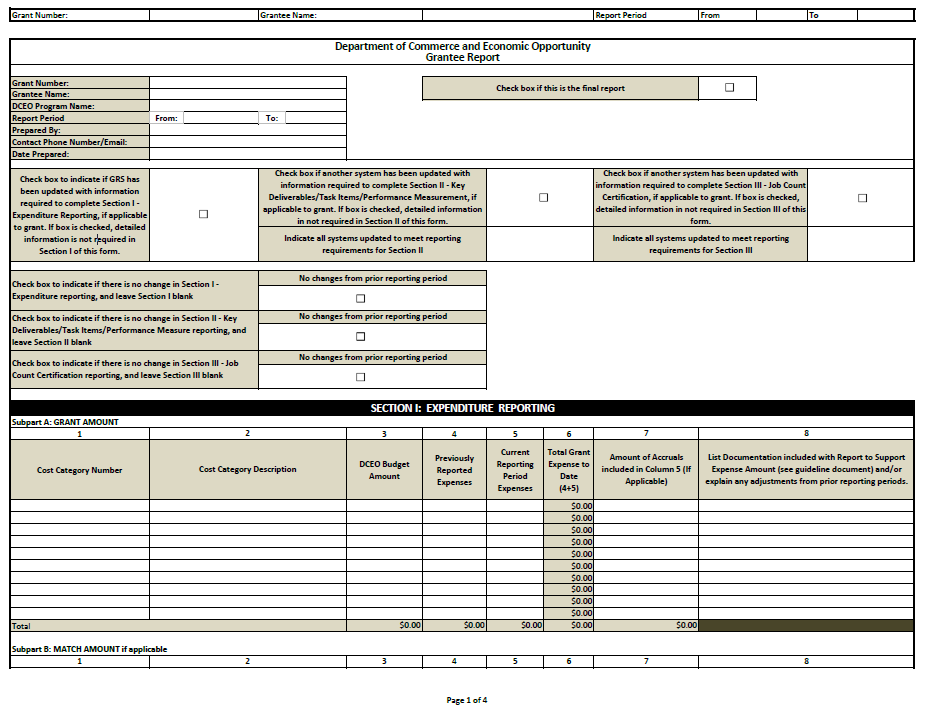 Grant Number: Grantee Name: Report Period From To
Department of Commerce and Economic Opportunity
Grantee Report
Grant Number:
Grantee Name:
DCEO Program Name:
Report Period From: To:
Prepared By:
Contact Phone Number/Email:
Date Prepared:
Check box if this is the final report
Check box to indicate if GRS has
been updated with information
required to complete Section I -
Expenditure Reporting, if applicable
to grant. If box is checked, detailed
information is not required in
Section I of this form.
Check box if another system has been updated with
information required to complete Section II - Key
Deliverables/Task Items/Performance Measurement, if
applicable to grant. If box is checked, detailed information
in not required in Section II of this form.
Indicate all systems updated to meet reporting
requirements for Section II
Check box if another system has been updated with
information required to complete Section III - Job Count
Certification, if applicable to grant. If box is checked,
detailed information in not required in Section III of this
form.
Indicate all systems updated to meet reporting
requirements for Section III
Check box to indicate if there is no change in Section I -
Expenditure reporting, and leave Section I blank
No changes from prior reporting period
Check box to indicate if there is no change in Section II - Key
Deliverables/Task Items/Performance Measure reporting, and
leave Section II blank
No changes from prior reporting period
Check box to indicate if there is no change in Section III - Job
Count Certification reporting, and leave Section III blank
No changes from prior reporting period
SECTION I: EXPENDITURE REPORTING
Subpart A: GRANT AMOUNT
1 2 3 4 5 6 7 8
Cost Category Number
Cost Category Description
DCEO Budget
Amount
Previously
Reported
Expenses
Current
Reporting
Period
Expenses
Total Grant
Expense to
Date
(4+5)
Amount of Accruals
included in Column 5 (If
Applicable)
List Documentation included with Report to Support
Expense Amount (see guideline document) and/or
explain any adjustments from prior reporting periods.
$0.00
$0.00
$0.00
$0.00
$0.00
$0.00
$0.00
$0.00
$0.00
$0.00
Total $0.00 $0.00 $0.00 $0.00 $0.00
Subpart B: MATCH AMOUNT if applicable
1 2 3 4 5 6 7 8
Page 1 of 4